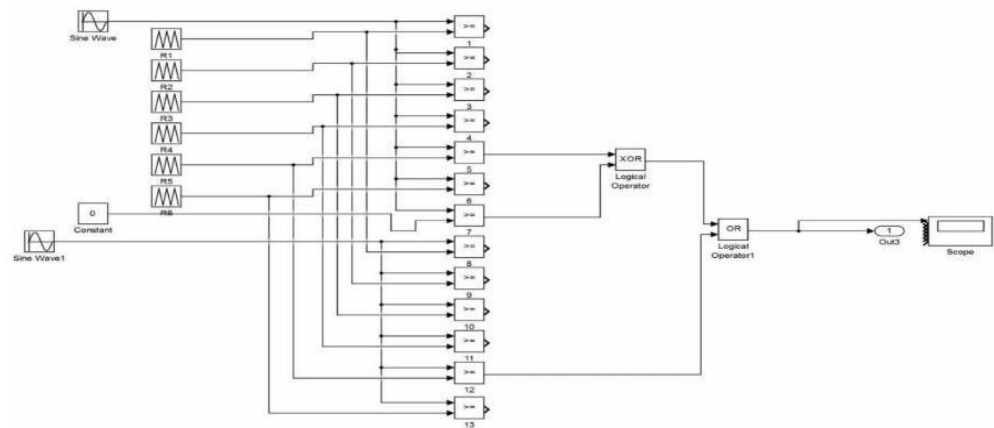 Sine Wave
>=
1
R1
>=
2
R2
>=
3
R3
>=
4
R4
>=
5
XOR
Logical
Operator
R5
>=
6
R6
0
Constant
>=
7
OR
Logical
Operator1
1
Out3
Scope
Sine Wave1
>=
8
>=
9
>=
10
>=
11
>=
12
>=
13